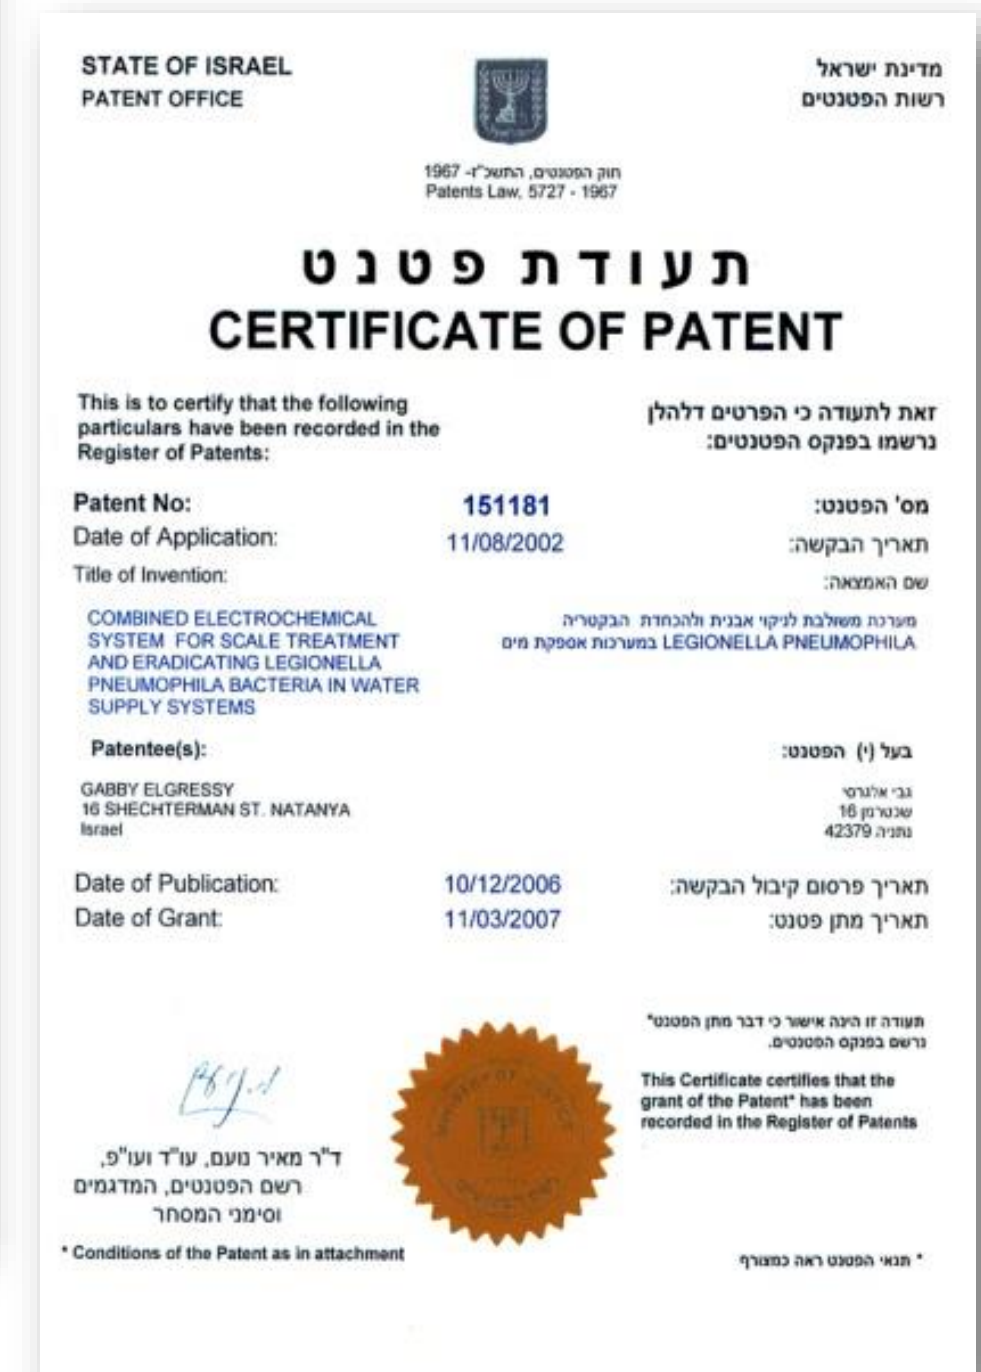 STATE OF ISRAEL
PATENT OFFICE
מדינת ישראל
רשות הפטנטים
חוק הפטנטים, התשכ"ז- 1967
Patents Law, 5727 - 1967
תעודת פטנט
CERTIFICATE OF PATENT
This is to certify that the following
particulars have been recorded in the
Register of Patents:
זאת לתעודה כי הפרטים דלהלן
נרשמו בפנקס הפטנטים:
Patent No: 151181 מס' הפטנט:
Date of Application: 11/08/2002 תאריך הבקשה:
Title of Invention: שם האמצאה:
COMBINED ELECTROCHEMICAL
SYSTEM FOR SCALE TREATMENT
AND ERADICATING LEGIONELLA
PNEUMOPHILA BACTERIA IN WATER
SUPPLY SYSTEMS
מערכת משולבת לניקוי אבנית ולהכחדת הבקטריה
LEGIONELLA PNEUMOPHILA במערכות אספקת מים
Patentee(s): בעל (י) הפטנט:
GABBY ELGRESSY
16 SHECHTERMAN ST. NATANYA
Israel
גבי אלגרסי
שכטרמן 16
נתניה 42379
Date of Publication: 10/12/2006 תאריך פרסום קיבול הבקשה:
Date of Grant: 11/03/2007 תאריך מתן פטנט:
תעודה זו הינה אישור כי דבר מתן הפטנט*
נרשם בפנקס הפטנטים.
This Certificate certifies that the
grant of the Patent* has been
recorded in the Register of Patents
ד"ר מאיר נועם, עו"ד ועו"פ,
רשם הפטנטים, המדגמים
וסימני המסחר
* Conditions of the Patent as in attachment
* תנאי הפטנט ראה כמצורף